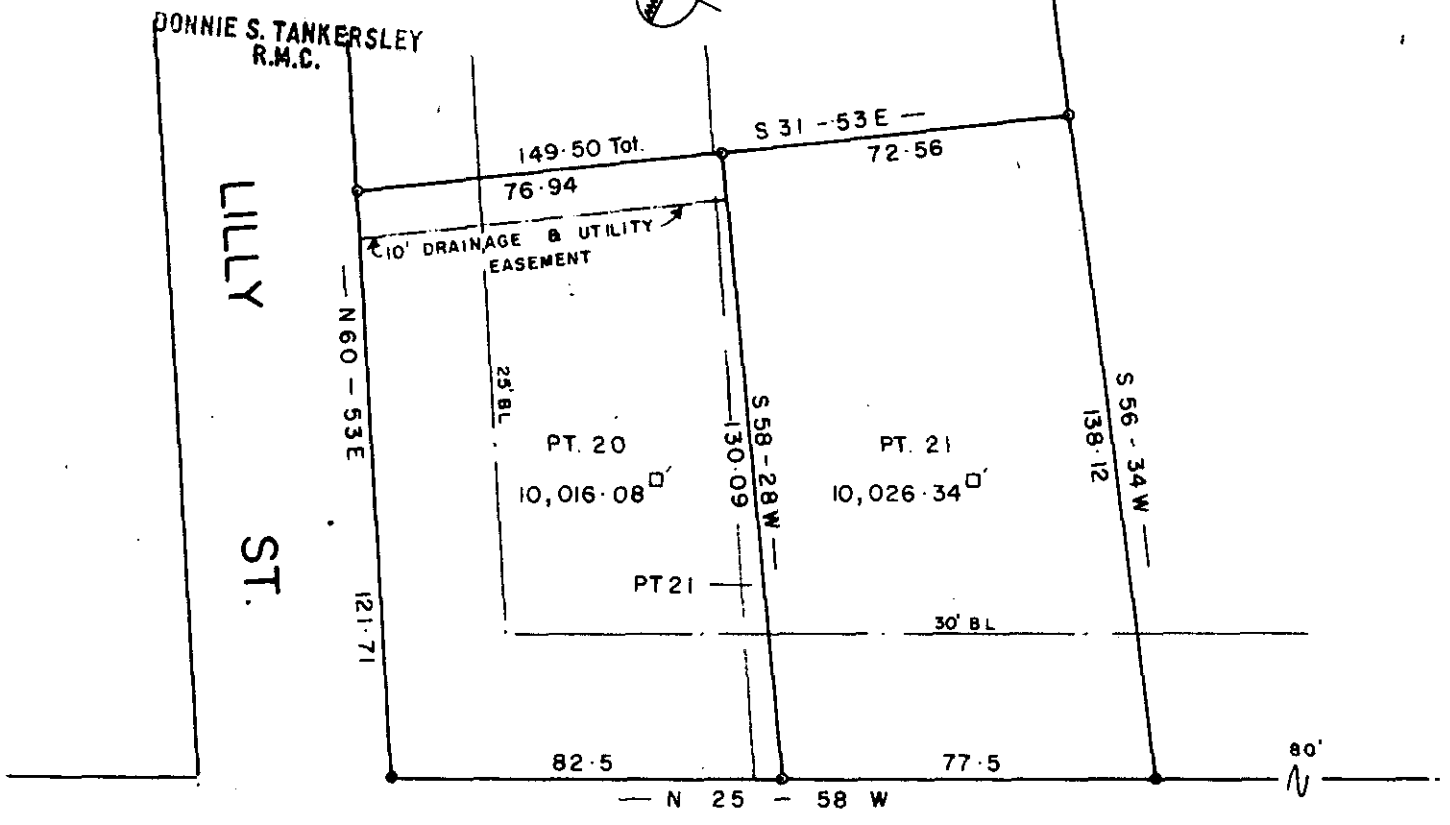 DONNIE S. TANKERSLEY
R.M.C.
S 31 - 53 E —
149.50 Tot.
72.56
76.94
10' DRAINAGE & UTILITY
EASEMENT
LILLY ST.
— N 60 - 53 E
121.71
25' BL
S 58 - 28 W —
130.09
S 56 - 34 W —
138.12
PT. 20
10,016.08 □'
PT. 21
10,026.34 □'
PT 21
30' BL
82.5
77.5
80'
— N 25 - 58 W